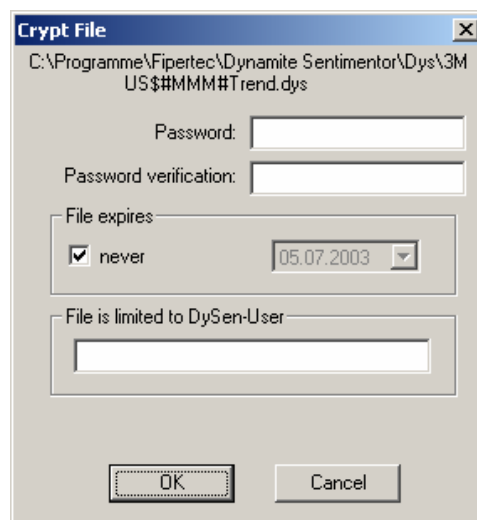 Crypt File
C:\Programme\Fipertec\Dynamite Sentimentor\Dys\3M
US$#MMM#Trend.dys
Password:
Password verification:
File expires
never
05.07.2003
File is limited to DySen-User
OK
Cancel